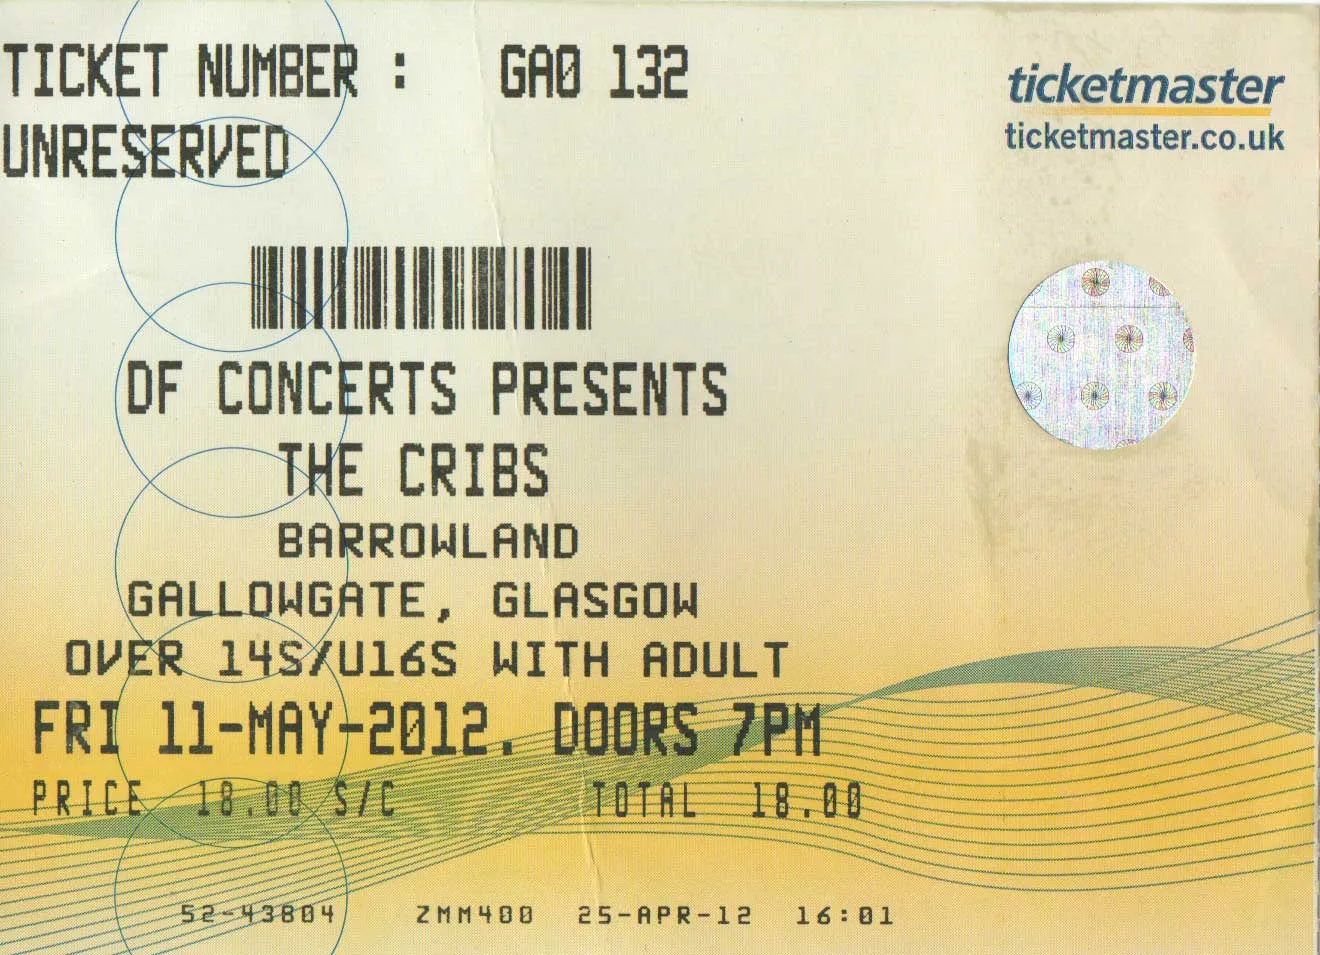 TICKET NUMBER : GA0 132
UNRESERVED
ticketmaster
ticketmaster.co.uk
DF CONCERTS PRESENTS
THE CRIBS
BARROWLAND
GALLOWGATE, GLASGOW
OVER 14S/U16S WITH ADULT
FRI 11-MAY-2012. DOORS 7PM
PRICE 18.00 S/C TOTAL 18.00
52-43804 ZMM400 25-APR-12 16:01